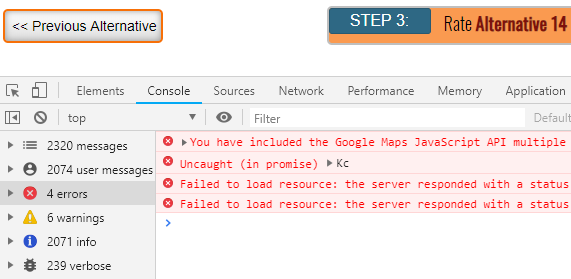 << Previous Alternative
STEP 3:
Rate Alternative 14
Elements Console Sources Network Performance Memory Application
top Filter Defaul
2320 messages
2074 user messages
4 errors
6 warnings
2071 info
239 verbose
You have included the Google Maps JavaScript API multiple
Uncaught (in promise) Kc
Failed to load resource: the server responded with a status
Failed to load resource: the server responded with a status